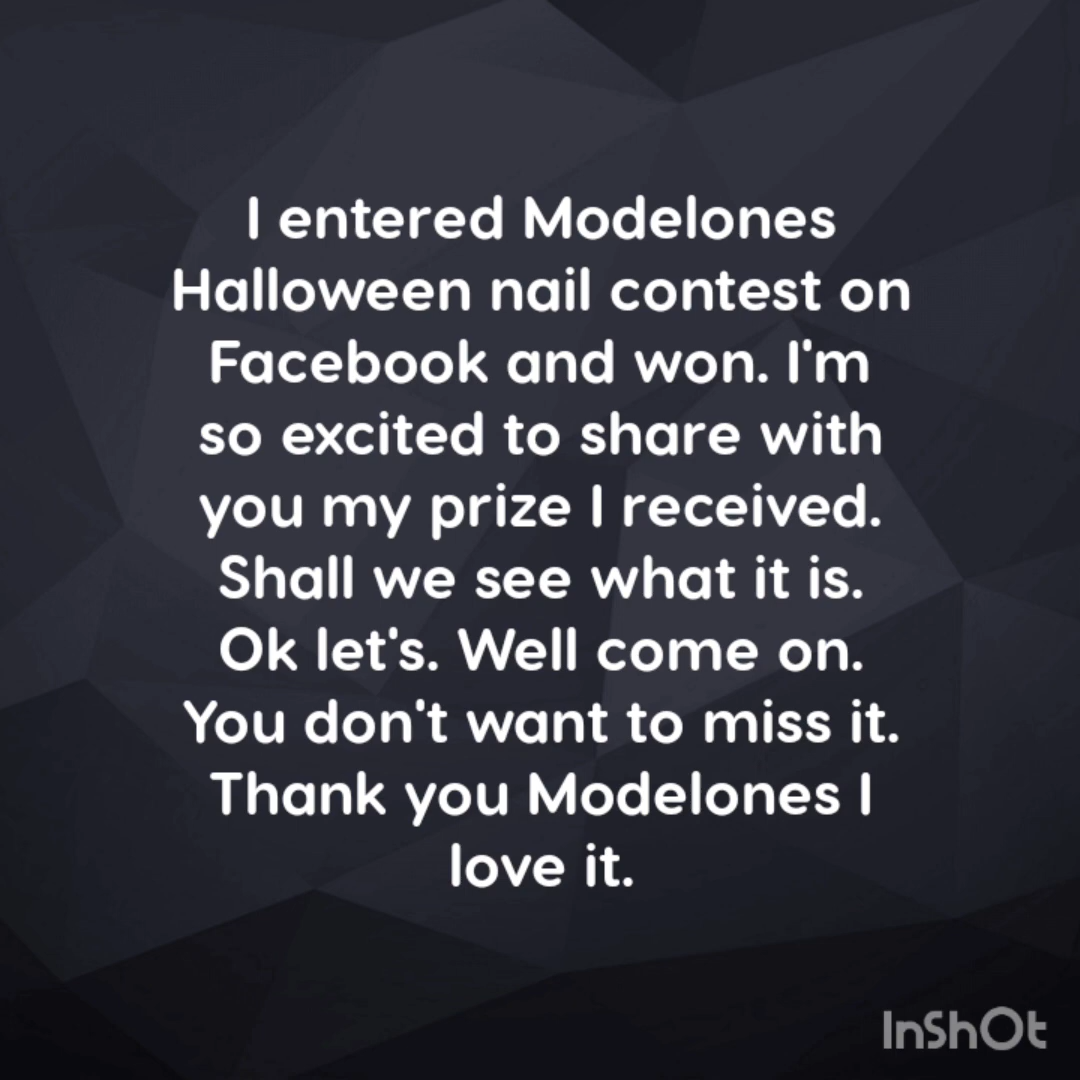 I entered Modelones
Halloween nail contest on
Facebook and won. I'm
so excited to share with
you my prize I received.
Shall we see what it is.
Ok let's. Well come on.
You don't want to miss it.
Thank you Modelones I
love it.
InShOt